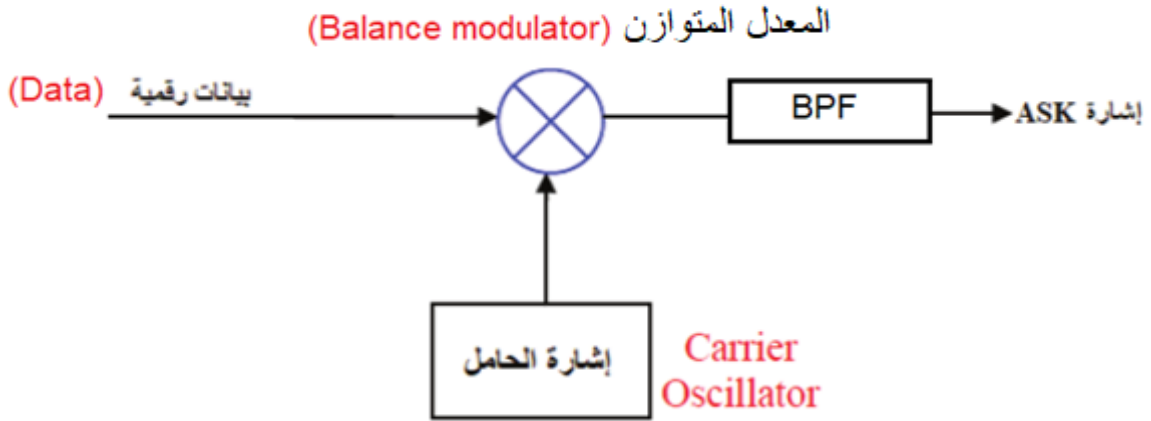 المعدل المتوازن (Balance modulator)
(Data) بيانات رقمية
BPF
إشارة ASK
إشارة الحامل
Carrier
Oscillator